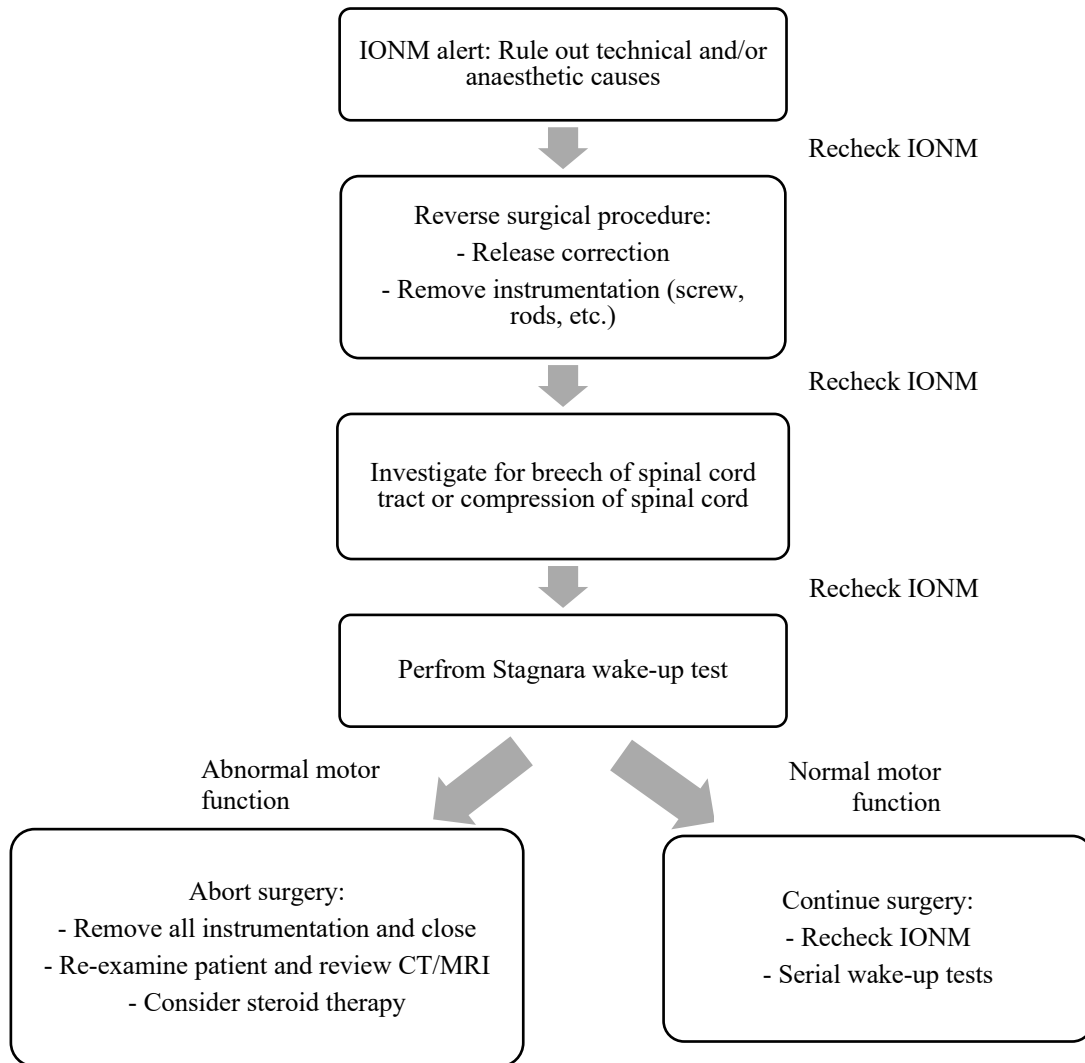 IONM alert: Rule out technical and/or
anaesthetic causes
Recheck IONM
Reverse surgical procedure:
- Release correction
- Remove instrumentation (screw,
rods, etc.)
Recheck IONM
Investigate for breech of spinal cord
tract or compression of spinal cord
Recheck IONM
Perfrom Stagnara wake-up test
Abnormal motor
function
Normal motor
function
Abort surgery:
- Remove all instrumentation and close
- Re-examine patient and review CT/MRI
- Consider steroid therapy
Continue surgery:
- Recheck IONM
- Serial wake-up tests